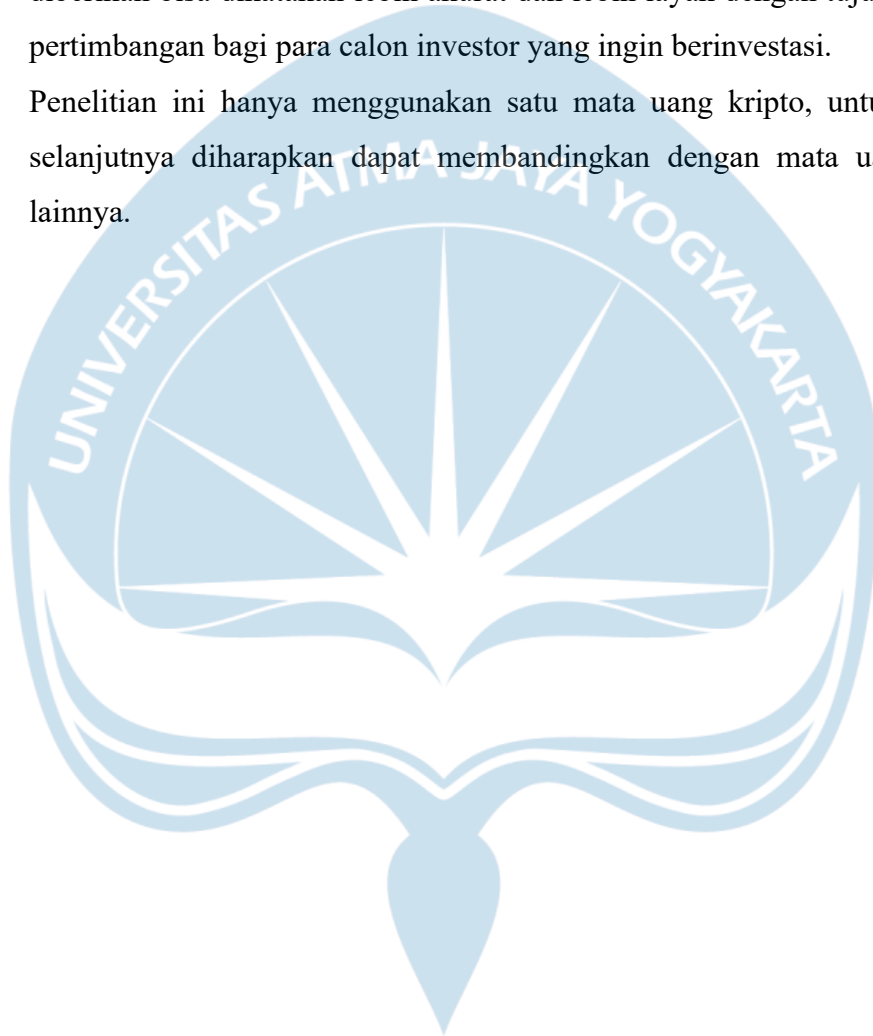 pertimbangan bagi para calon investor yang ingin berinvestasi.
Penelitian ini hanya menggunakan satu mata uang kripto, untu
selanjutnya diharapkan dapat membandingkan dengan mata ua
lainnya.
UNIVERSITAS ATMA JAYA YOGYAKARTA